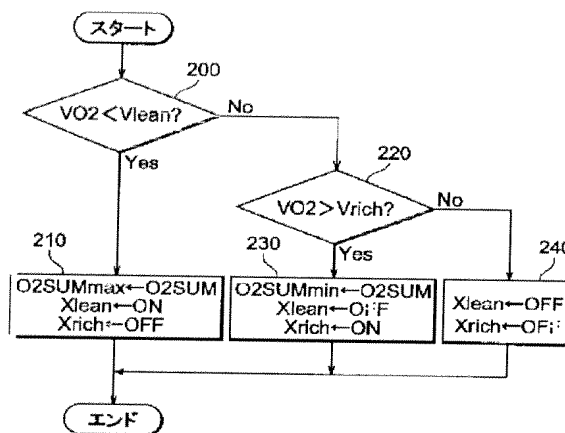 スタート
200
VO2<Vlean?
No
Yes
220
VO2>Vrich?
No
Yes
210
O2SUMmax←O2SUM
Xlean←ON
Xrich←OFF
230
O2SUMmin←O2SUM
Xlean←OFF
Xrich←ON
240
Xlean←OFF
Xrich←OFF
エンド